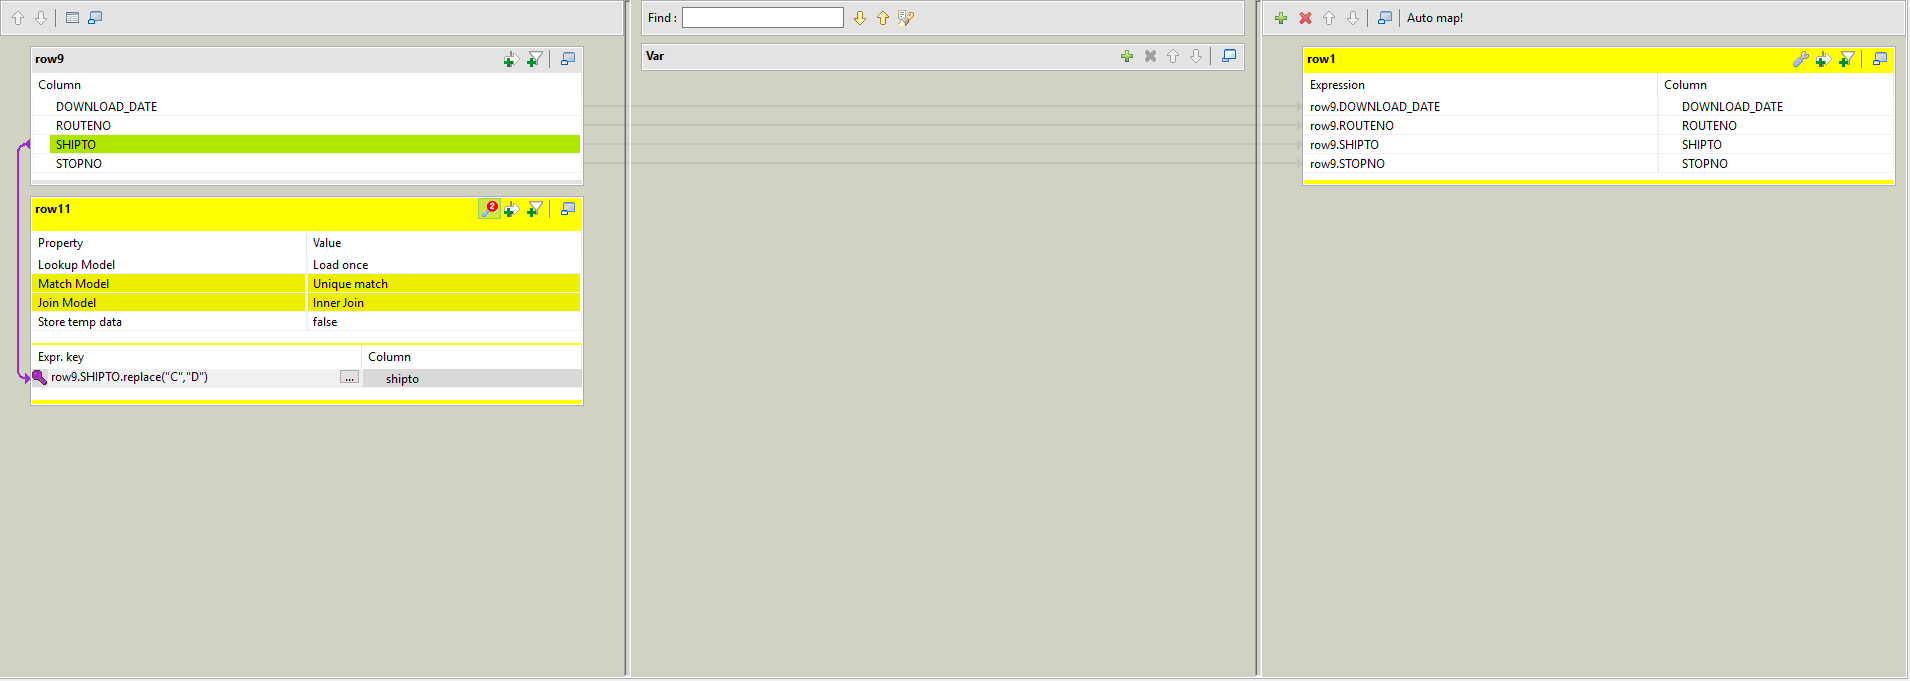 row9
Column
DOWNLOAD_DATE
ROUTENO
SHIPTO
STOPNO
row11
2
Property Value
Lookup Model Load once
Match Model Unique match
Join Model Inner Join
Store temp data false
Expr. key Column
row9.SHIPTO.replace("C","D") ... shipto
Find :
Var
Auto map!
row1
Expression Column
row9.DOWNLOAD_DATE DOWNLOAD_DATE
row9.ROUTENO ROUTENO
row9.SHIPTO SHIPTO
row9.STOPNO STOPNO